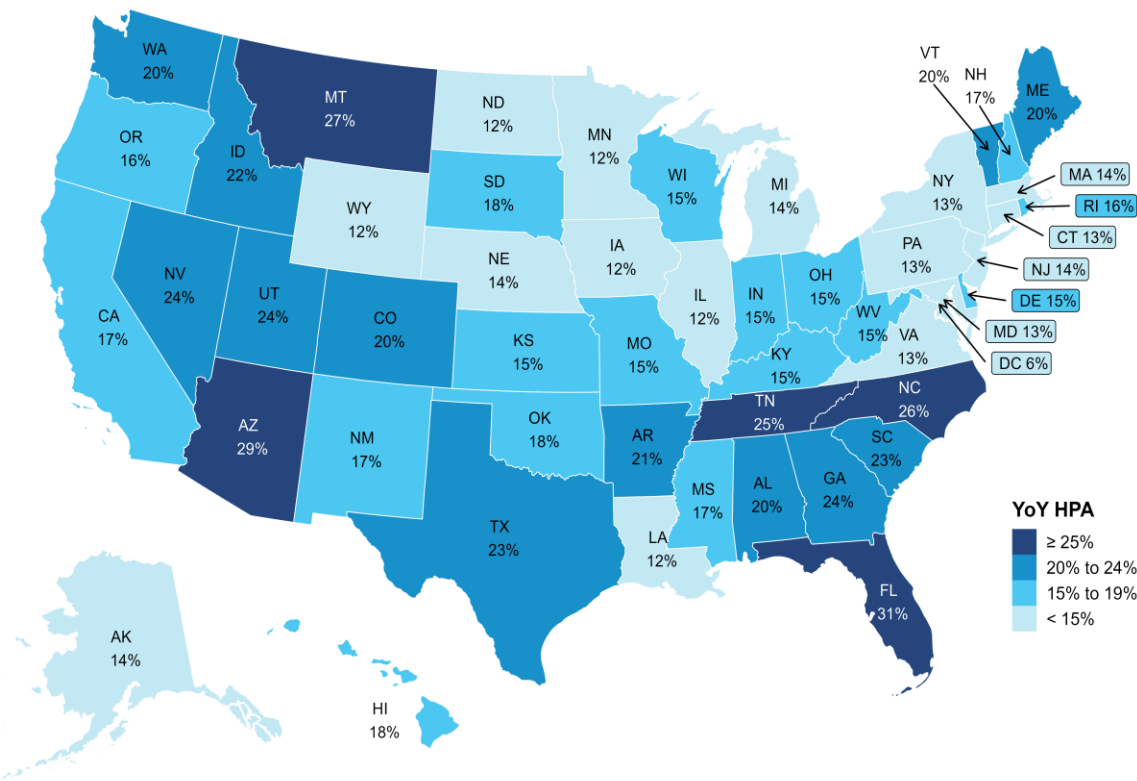 WA
20%
MT
27%
ND
12%
MN
12%
VT
20%
NH
17%
ME
20%
OR
16%
ID
22%
SD
18%
WI
15%
MI
14%
NY
13%
MA 14%
RI 16%
CT 13%
NJ 14%
DE 15%
MD 13%
DC 6%
WY
12%
NE
14%
IA
12%
PA
13%
NV
24%
UT
24%
CO
20%
CA
17%
KS
15%
MO
15%
IL
12%
IN
15%
OH
15%
WV
15%
VA
13%
KY
15%
AZ
29%
NM
17%
OK
18%
AR
21%
TN
25%
NC
26%
SC
23%
TX
23%
LA
12%
MS
17%
AL
20%
GA
24%
FL
31%
AK
14%
HI
18%
YoY HPA
≥ 25%
20% to 24%
15% to 19%
< 15%